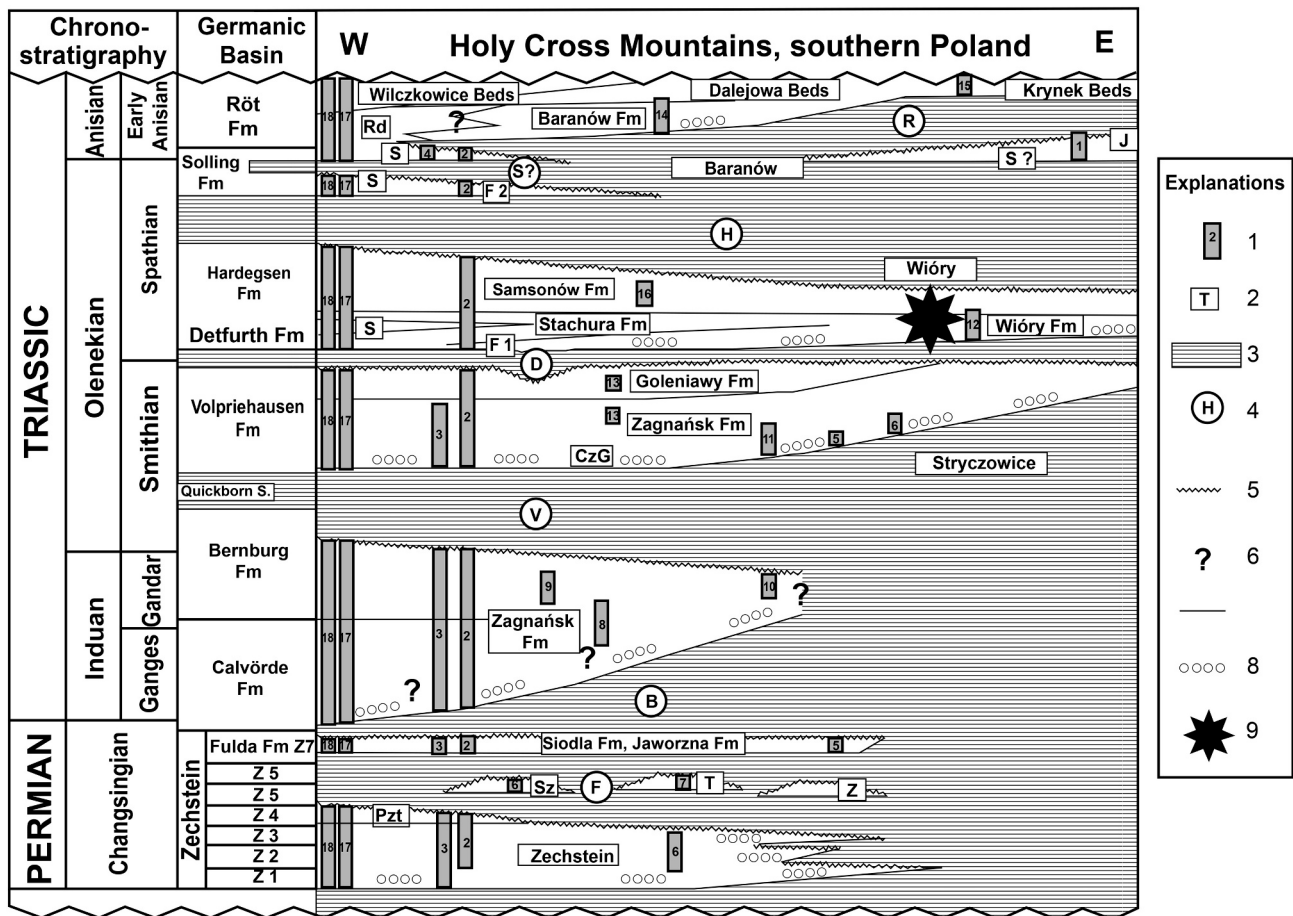 Chrono-
stratigraphy
Germanic
Basin
W
Holy Cross Mountains, southern Poland
E
TRIASSIC
PERMIAN
Anisian
Early
Anisian
Olenekian
Spathian
Smithian
Induan
Gandar
Ganges
Changsingian
Zechstein
Röt
Fm
Solling
Fm
Hardegsen
Fm
Detfurth Fm
Volpriehausen
Fm
Quickborn S.
Bernburg
Fm
Calvörde
Fm
Fulda Fm Z7
Z 5
Z 5
Z 4
Z 3
Z 2
Z 1
15
Wilczkowice Beds
Dalejowa Beds
Krynek Beds
18 17
Rd
?
Baranów Fm
14
R
S
4
2
1
J
S?
Baranów
S ?
18 17
S
2
F 2
H
Wióry
18 17
2
Samsonów Fm
16
S
Stachura Fm
12
Wióry Fm
F 1
D
18 17
3
2
13
Goleniawy Fm
13
Zagnańsk Fm
11
5
6
CzG
Stryczowice
V
18 17
3
2
9
10
?
8
Zagnańsk
Fm
?
?
B
18 17
3
2
Siodla Fm, Jaworzna Fm
5
6
Sz
F
7
T
Z
18 17
Pzt
3
2
Zechstein
6
Explanations
2
1
T
2
3
H
4
5
?
6
8
9